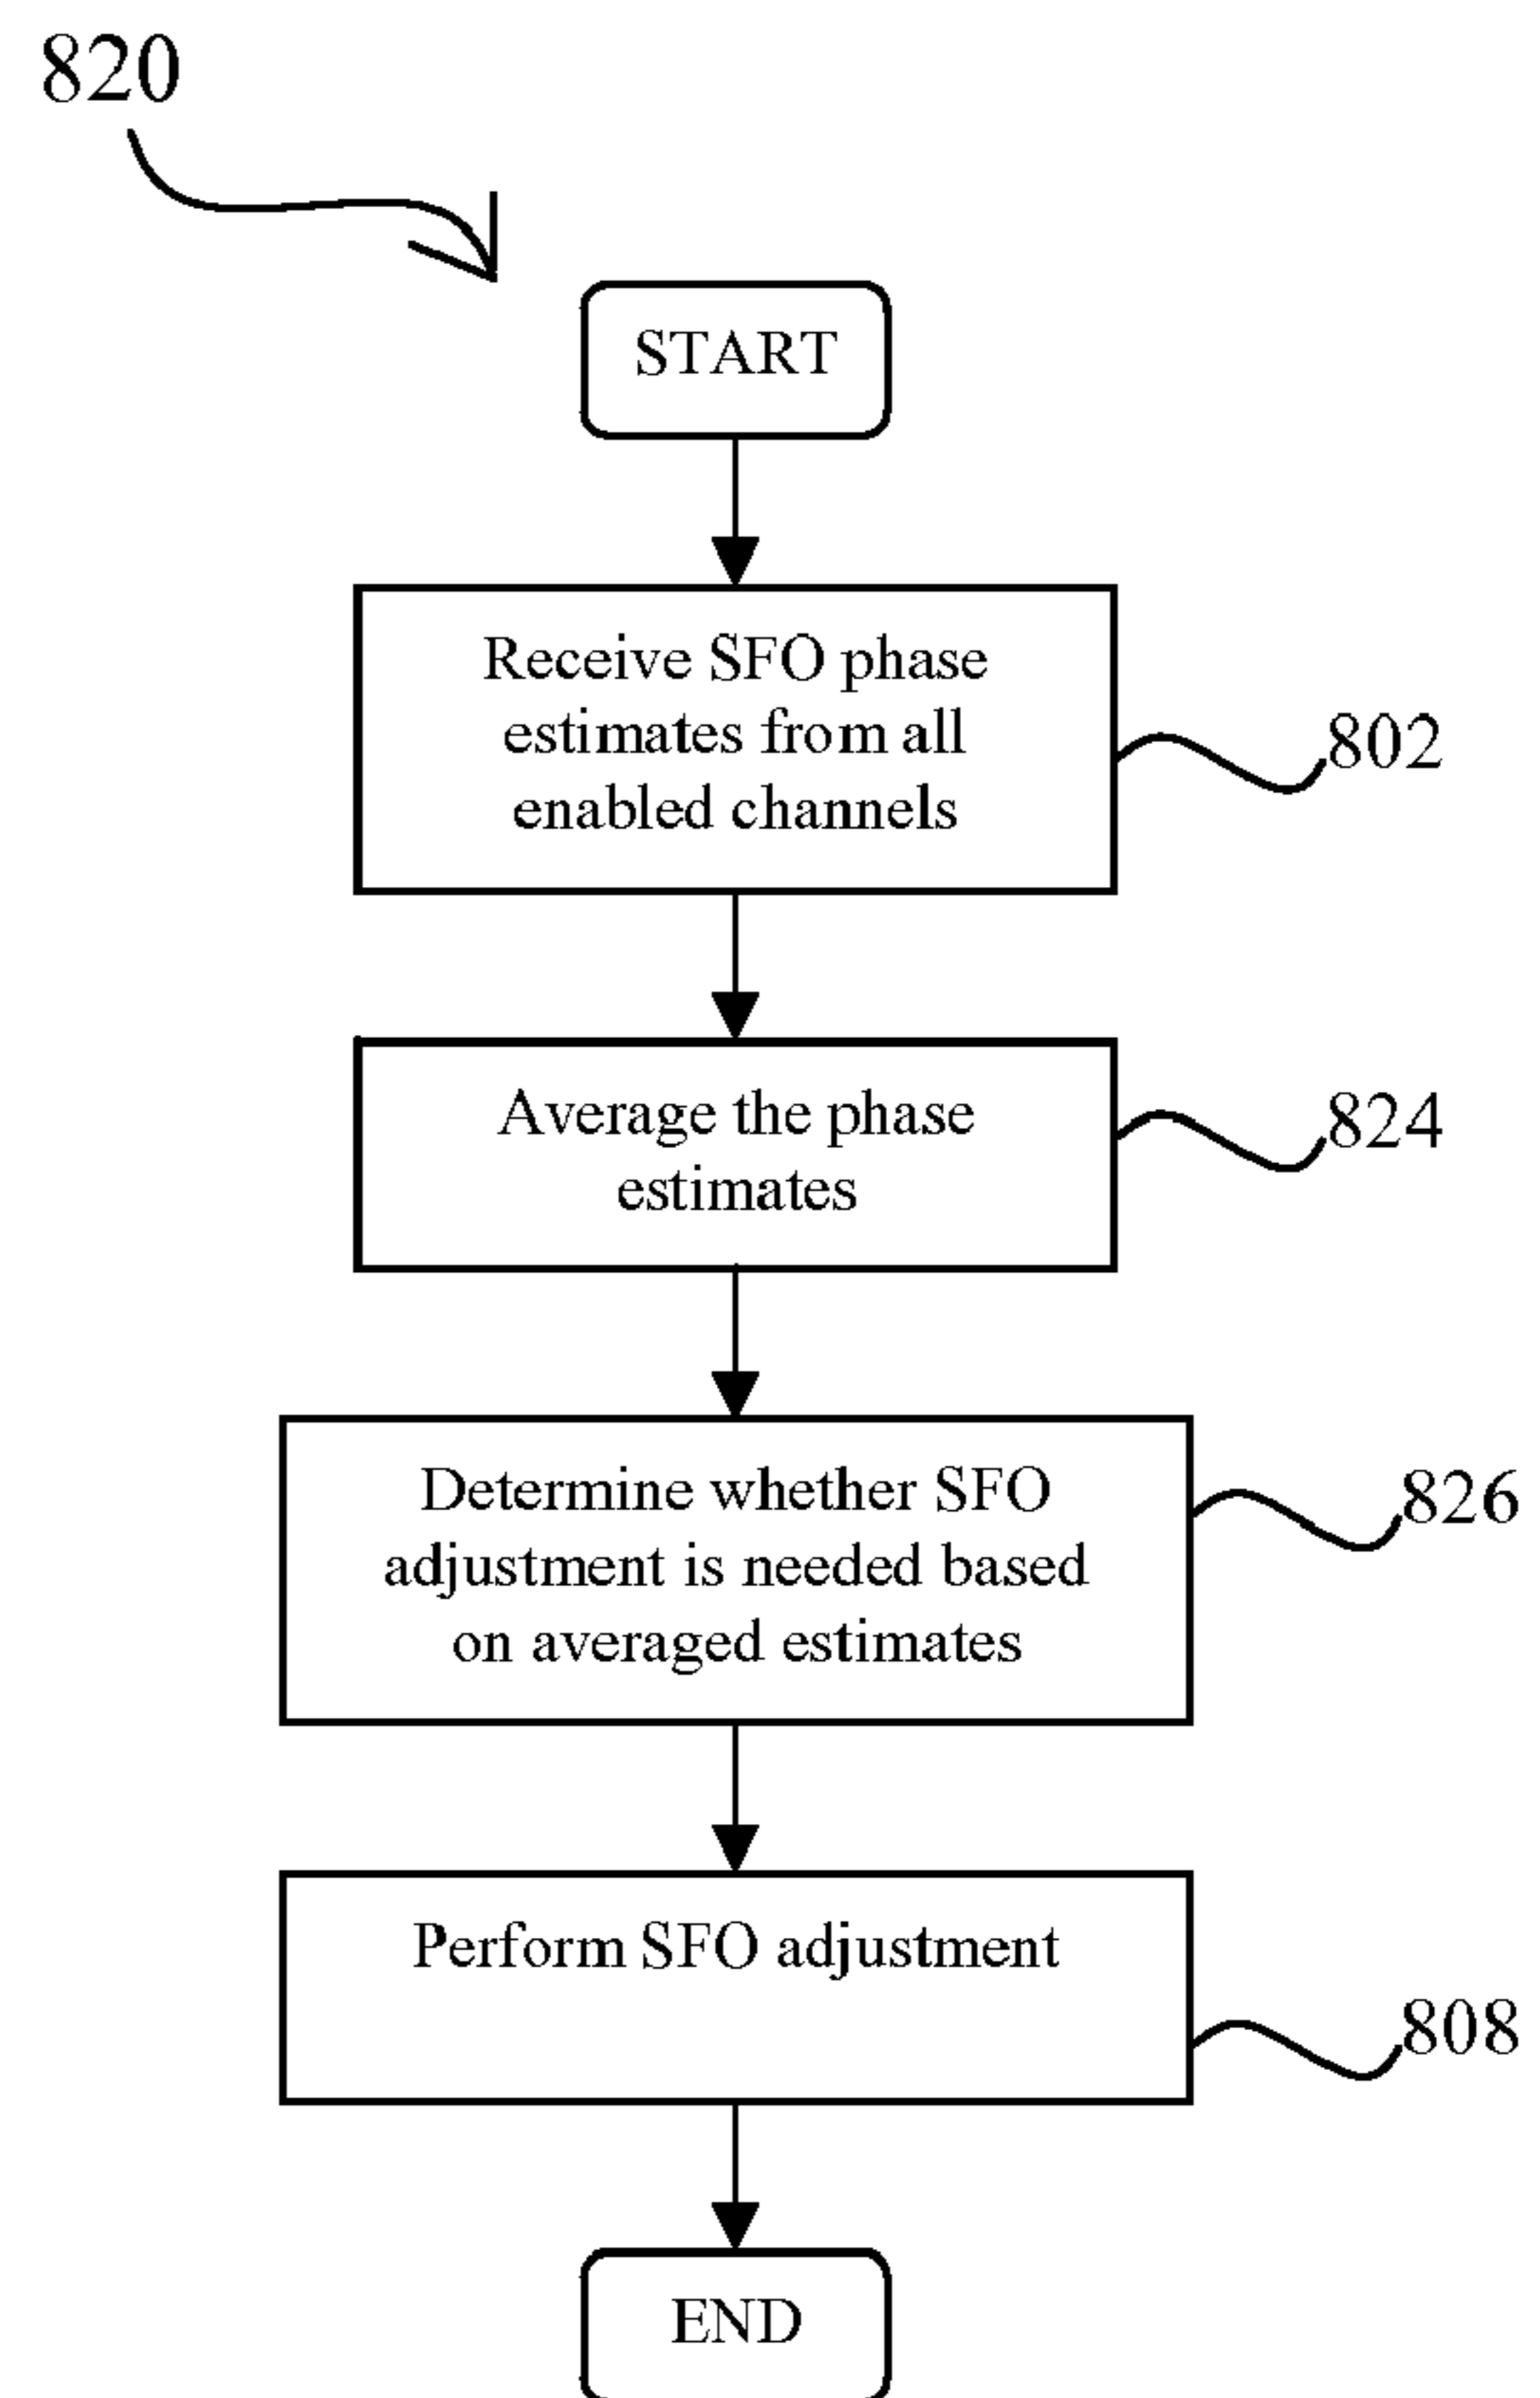 820
START
Receive SFO phase
estimates from all
enabled channels
802
Average the phase
estimates
824
Determine whether SFO
adjustment is needed based
on averaged estimates
826
Perform SFO adjustment
808
END